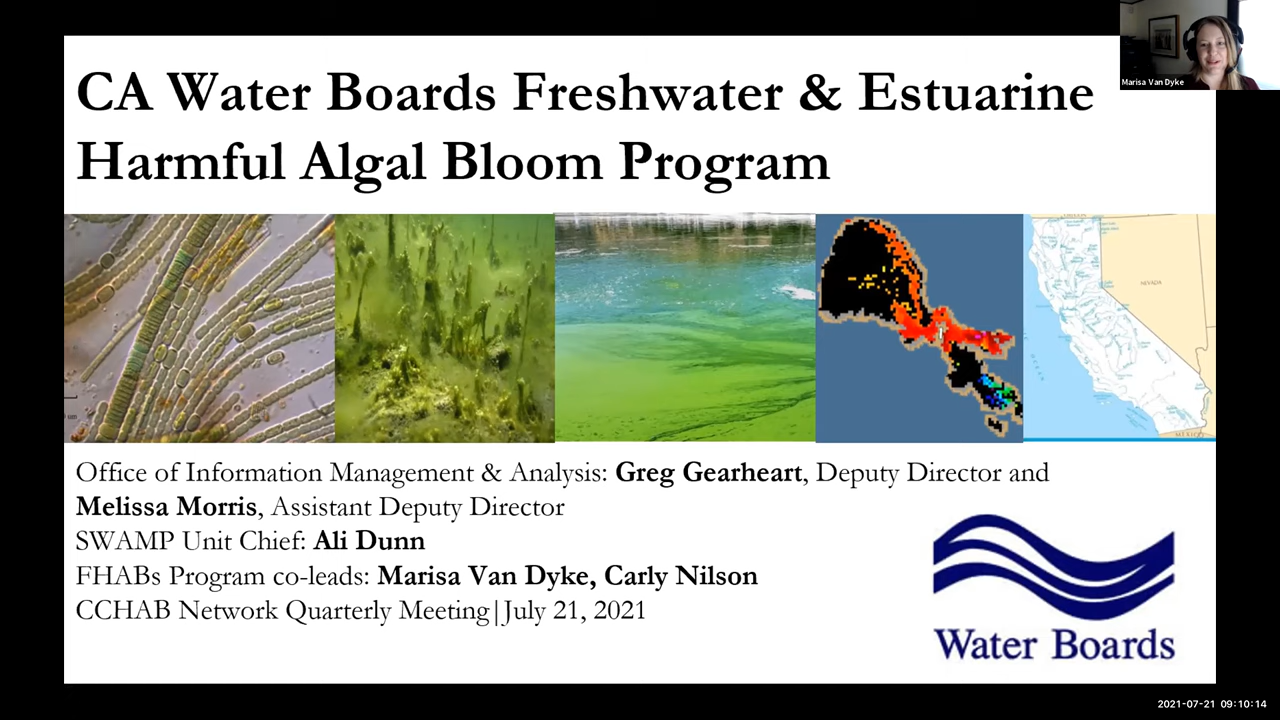 CA Water Boards Freshwater & Estuarine
Harmful Algal Bloom Program
Marisa Van Dyke
NEVADA
Office of Information Management & Analysis: Greg Gearheart, Deputy Director and
Melissa Morris, Assistant Deputy Director
SWAMP Unit Chief: Ali Dunn
FHABs Program co-leads: Marisa Van Dyke, Carly Nilson
CCHAB Network Quarterly Meeting|July 21, 2021
Water Boards
2021-07-21 09:10:14